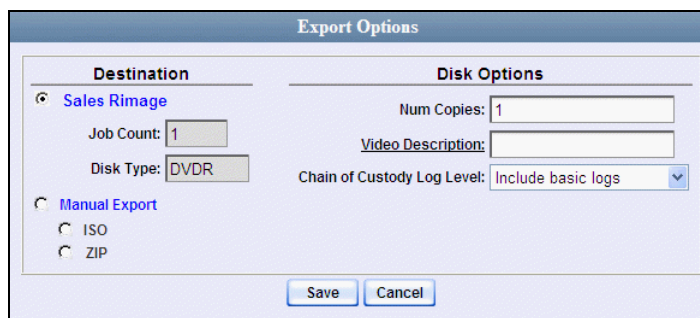 Export Options
Destination
Sales Rimage
Job Count: 1
Disk Type: DVDR
Manual Export
ISO
ZIP
Disk Options
Num Copies: 1
Video Description:
Chain of Custody Log Level: Include basic logs
Save Cancel